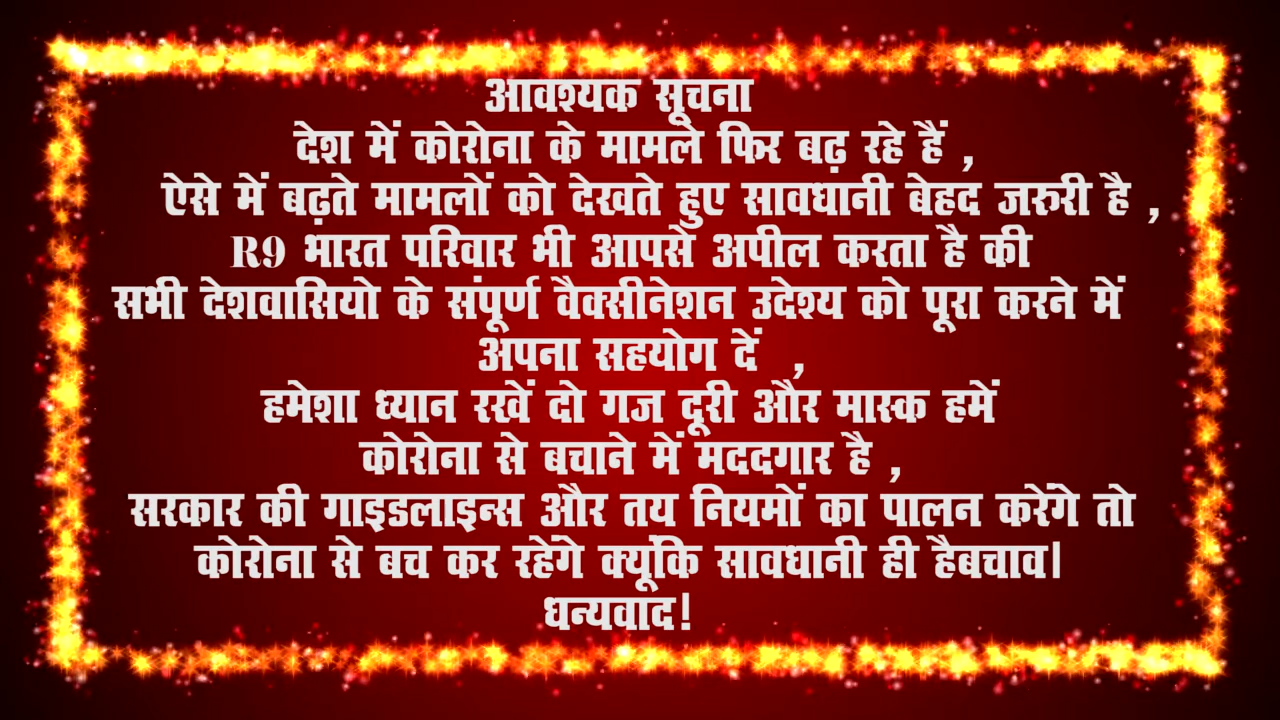 आवश्यक सूचना
देश में कोरोना के मामले फिर बढ़ रहे हैं ,
ऐसे में बढ़ते मामलों को देखते हुए सावधानी बेहद जरुरी है ,
R9 भारत परिवार भी आपसे अपील करता है की
सभी देशवासियो के संपूर्ण वैक्सीनेशन उदेश्य को पूरा करने में
अपना सहयोग दें ,
हमेशा ध्यान रखें दो गज दूरी और मास्क हमें
कोरोना से बचाने में मददगार है ,
सरकार की गाइडलाइन्स और तय नियमों का पालन करेंगे तो
कोरोना से बच कर रहेंगे क्यूंकि सावधानी ही हैबचाव|
धन्यवाद!